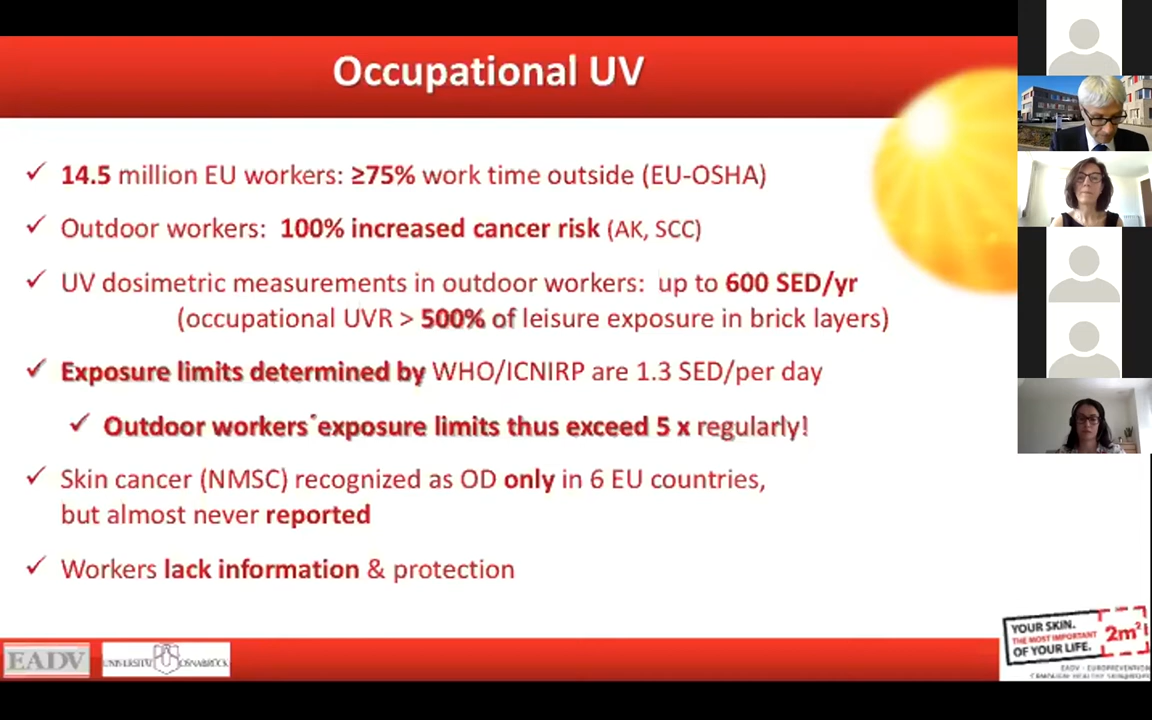 Occupational UV
✓ 14.5 million EU workers: ≥75% work time outside (EU-OSHA)
✓ Outdoor workers: 100% increased cancer risk (AK, SCC)
✓ UV dosimetric measurements in outdoor workers: up to 600 SED/yr
(occupational UVR > 500% of leisure exposure in brick layers)
✓ Exposure limits determined by WHO/ICNIRP are 1.3 SED/per day
✓ Outdoor workers´exposure limits thus exceed 5 x regularly!
✓ Skin cancer (NMSC) recognized as OD only in 6 EU countries,
but almost never reported
✓ Workers lack information & protection
EADV
UNIVERSITÄT OSNABRÜCK
YOUR SKIN.
THE MOST IMPORTANT 2m²
OF YOUR LIFE.
EADV - EUROPREVENTION
CAMPAIGN HEALTHY